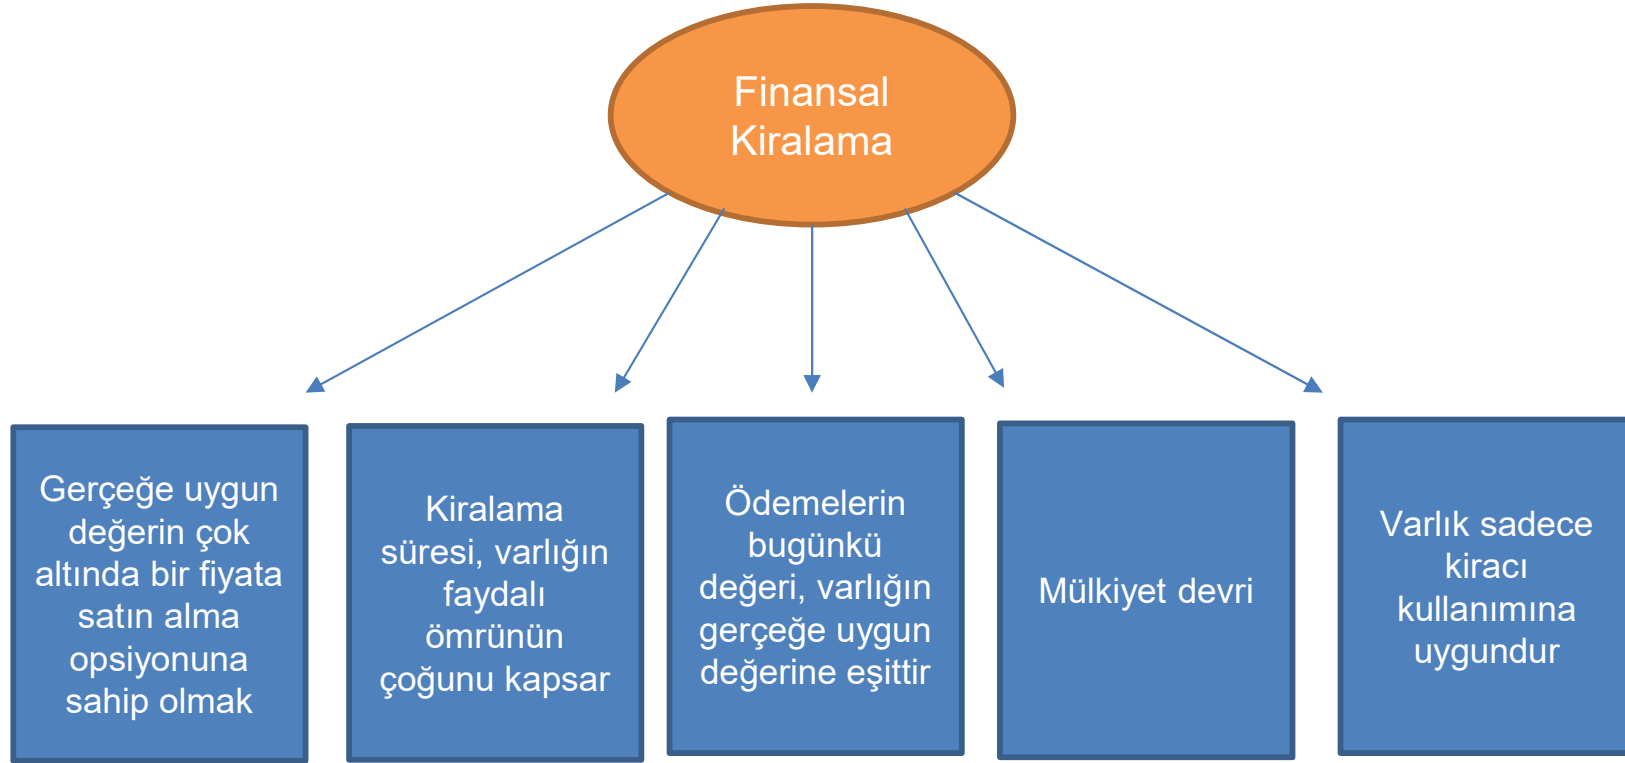 Finansal
Kiralama
Gerçeğe uygun
değerin çok
altında bir fiyata
satın alma
opsiyonuna
sahip olmak
Kiralama
süresi, varlığın
faydalı
ömrünün
çoğunu kapsar
Ödemelerin
bugünkü
değeri, varlığın
gerçeğe uygun
değerine eşittir
Mülkiyet devri
Varlık sadece
kiracı
kullanımına
uygundur